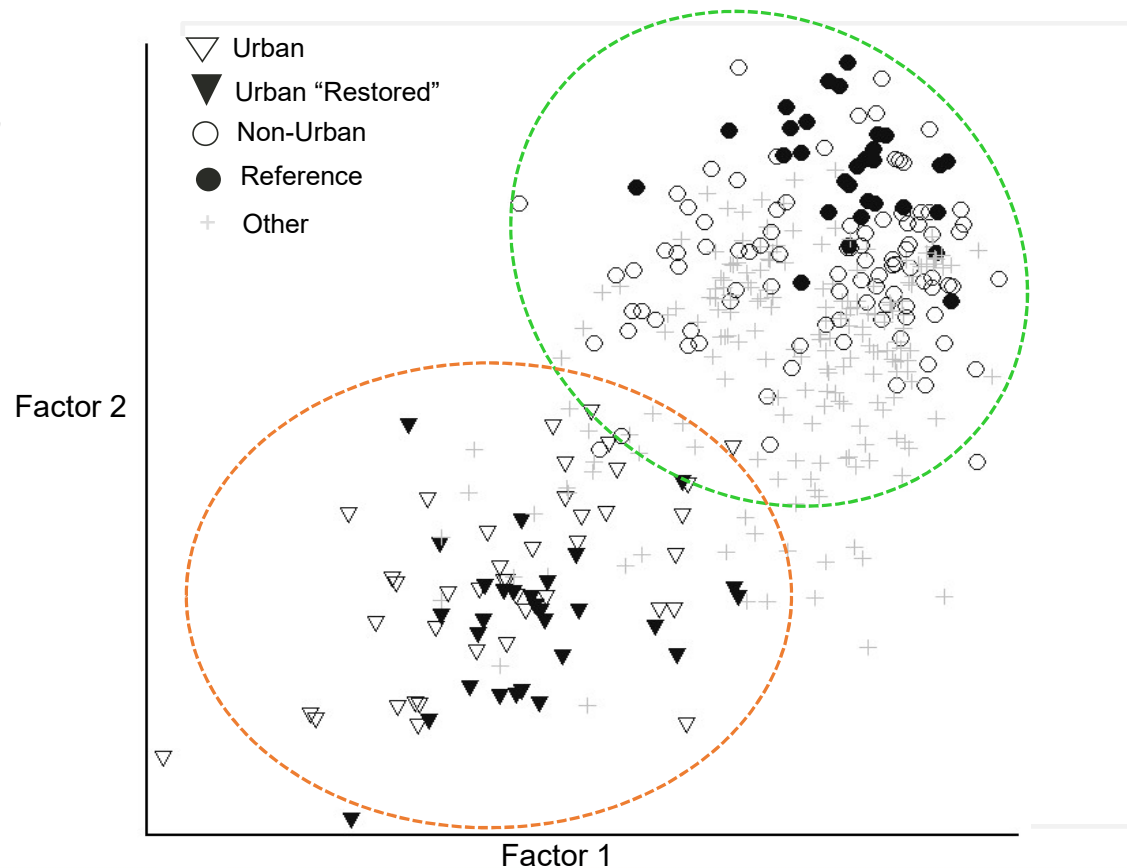 Urban
Urban “Restored”
Non-Urban
Reference
Other
Factor 2
Factor 1